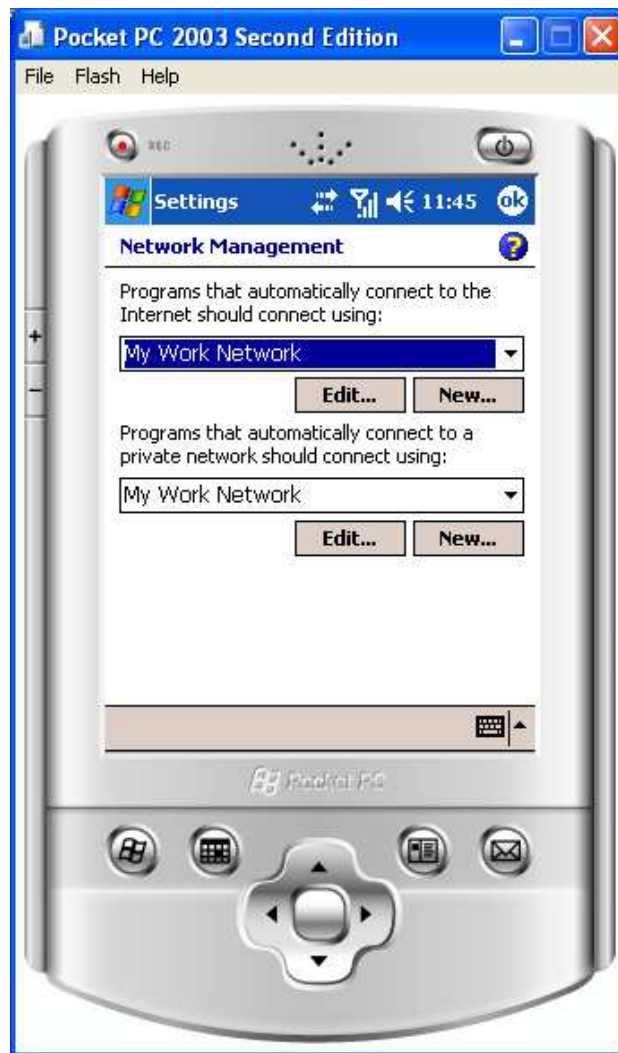 Pocket PC 2003 Second Edition
File Flash Help
REC
Settings 11:45 ok
Network Management ?
Programs that automatically connect to the
Internet should connect using:
My Work Network
Edit... New...
Programs that automatically connect to a
private network should connect using:
My Work Network
Edit... New...
Pocket PC
+
−